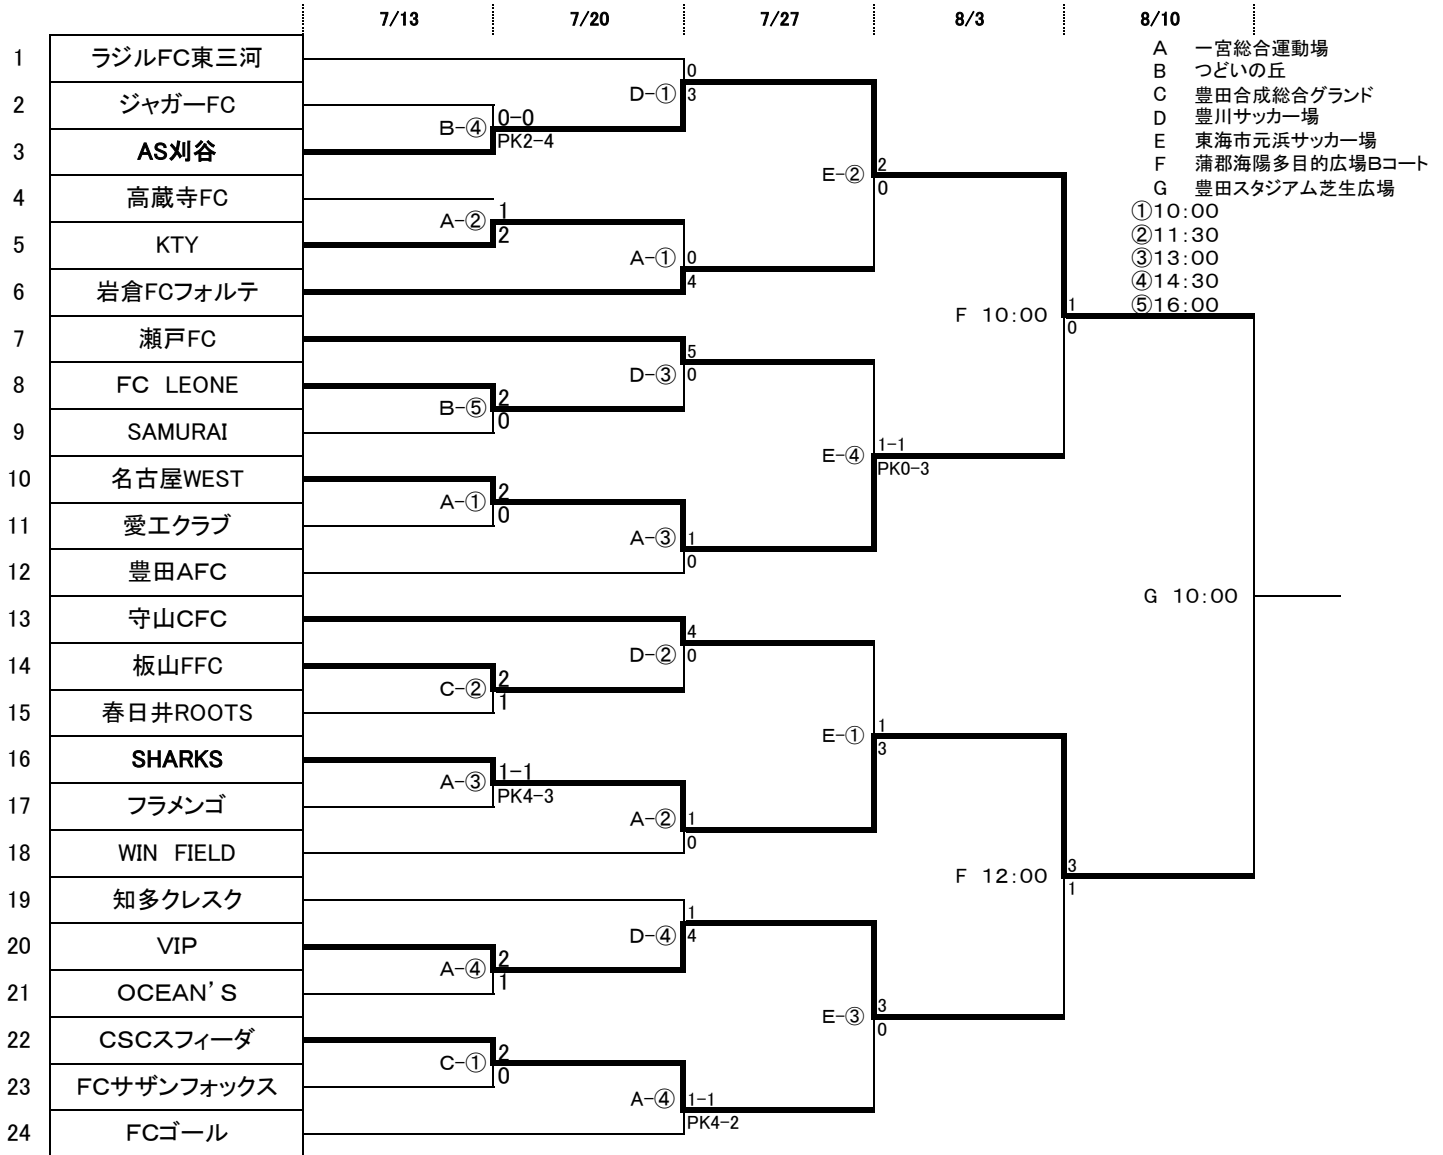 7/13 7/20 7/27 8/3 8/10
A 一宮総合運動場
B つどいの丘
C 豊田合成総合グランド
D 豊川サッカー場
E 東海市元浜サッカー場
F 蒲郡海陽多目的広場Bコート
G 豊田スタジアム芝生広場
①10:00
②11:30
③13:00
④14:30
⑤16:00
1 ラジルFC東三河
2 ジャガーFC
3 AS刈谷
4 高蔵寺FC
5 KTY
6 岩倉FCフォルテ
7 瀬戸FC
8 FC LEONE
9 SAMURAI
10 名古屋WEST
11 愛工クラブ
12 豊田AFC
13 守山CFC
14 板山FFC
15 春日井ROOTS
16 SHARKS
17 フラメンゴ
18 WIN FIELD
19 知多クレスク
20 VIP
21 OCEAN'S
22 CSCスフィーダ
23 FCサザンフォックス
24 FCゴール
B-④
0-0
PK2-4
A-②
1
2
B-⑤
2
0
A-①
2
0
C-②
2
1
A-③
1-1
PK4-3
A-④
2
1
C-①
2
0
D-①
0
3
A-①
0
4
D-③
5
0
A-③
1
0
D-②
4
0
A-②
1
0
D-④
1
4
A-④
1-1
PK4-2
E-②
2
0
E-④
1-1
PK0-3
E-①
1
3
E-③
3
0
F 10:00
1
0
F 12:00
3
1
G 10:00